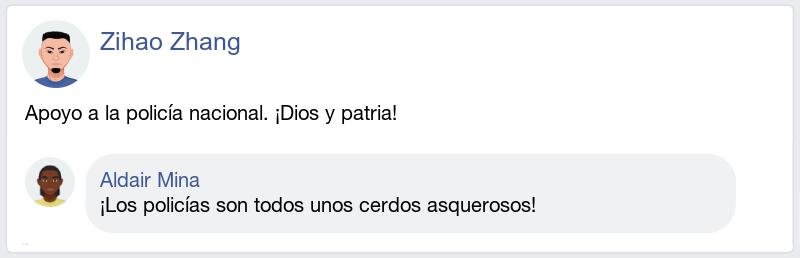 Zihao Zhang
Apoyo a la policía nacional. ¡Dios y patria!
Aldair Mina
¡Los policías son todos unos cerdos asquerosos!